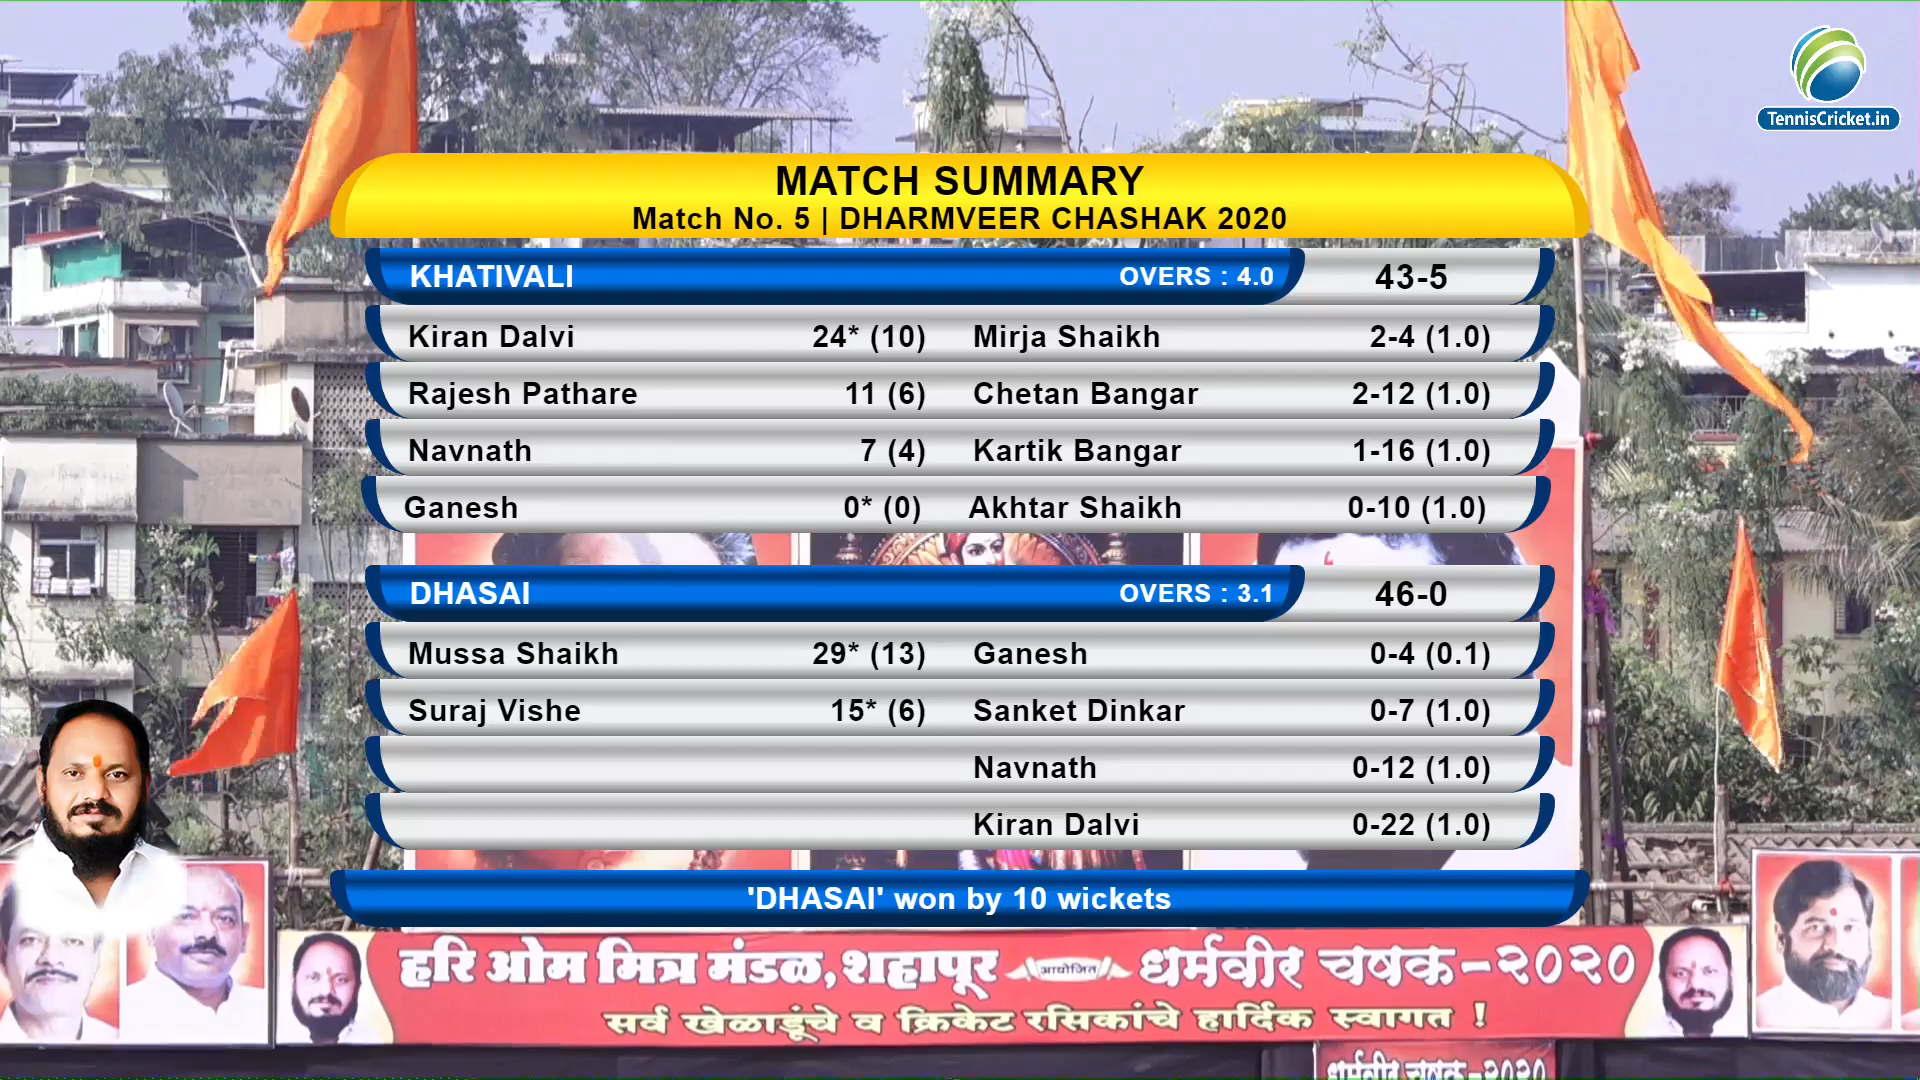 TennisCricket.in
MATCH SUMMARY
Match No. 5 | DHARMVEER CHASHAK 2020
KHATIVALI OVERS : 4.0 43-5
Kiran Dalvi 24* (10) Mirja Shaikh 2-4 (1.0)
Rajesh Pathare 11 (6) Chetan Bangar 2-12 (1.0)
Navnath 7 (4) Kartik Bangar 1-16 (1.0)
Ganesh 0* (0) Akhtar Shaikh 0-10 (1.0)
DHASAI OVERS : 3.1 46-0
Mussa Shaikh 29* (13) Ganesh 0-4 (0.1)
Suraj Vishe 15* (6) Sanket Dinkar 0-7 (1.0)
Navnath 0-12 (1.0)
Kiran Dalvi 0-22 (1.0)
'DHASAI' won by 10 wickets
हरि ओम मित्र मंडळ, शहापूर आयोजित धर्मवीर चषक-२०२०
सर्व खेळाडूंचे व क्रिकेट रसिकांचे हार्दिक स्वागत !
धर्मवीर चषक-२०२०